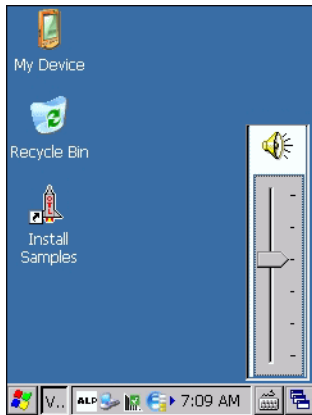 My Device
Recycle Bin
Install
Samples
V.. ALP 7:09 AM